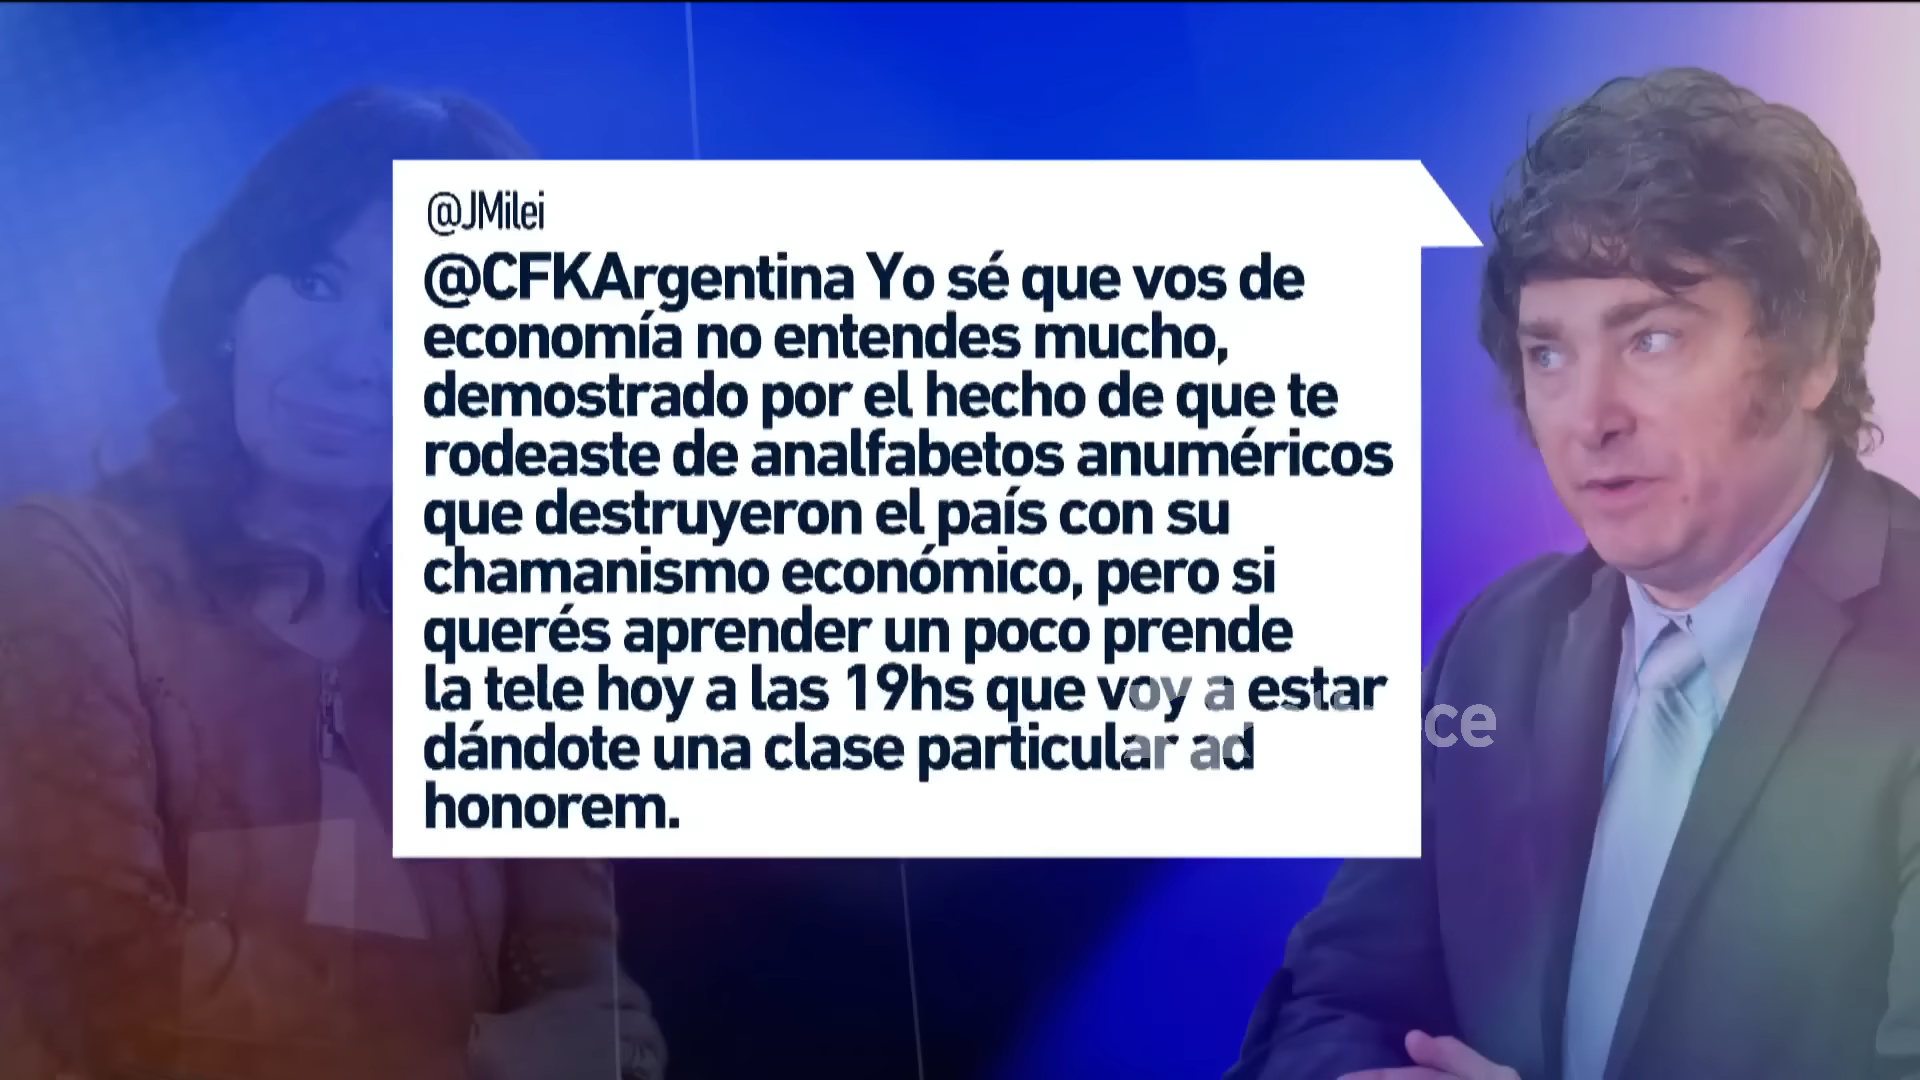 @JMilei
@CFKArgentina Yo sé que vos de
economía no entendes mucho,
demostrado por el hecho de que te
rodeaste de analfabetos anuméricos
que destruyeron el país con su
chamanismo económico, pero si
querés aprender un poco prende
la tele hoy a las 19hs que voy a estar
dándote una clase particular ad
honorem.